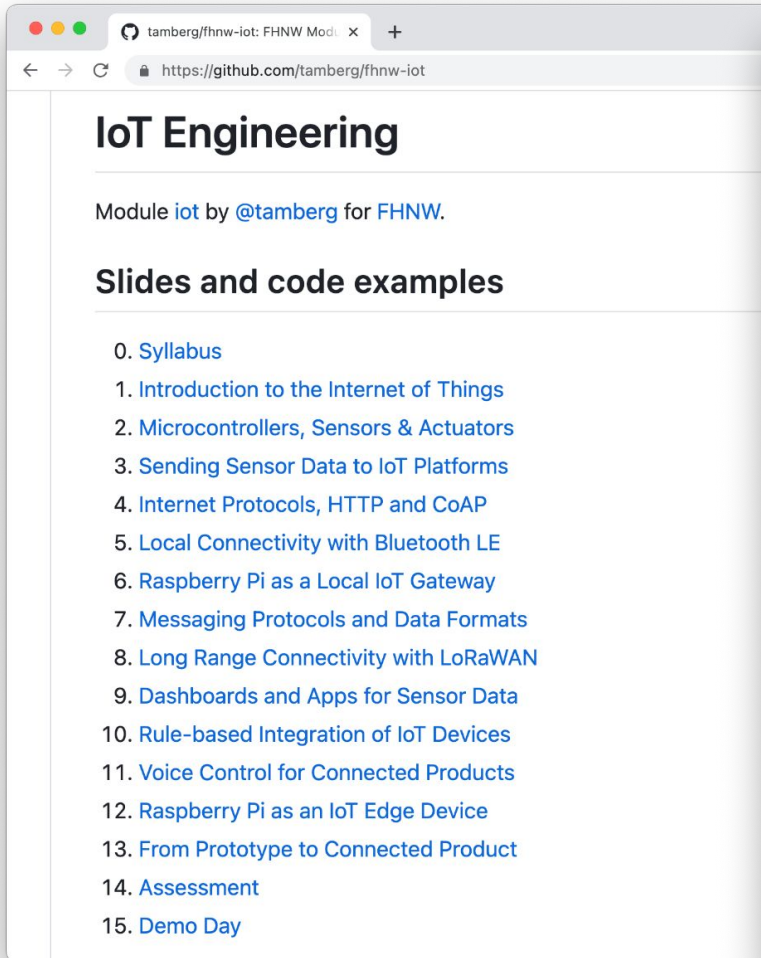 tamberg/fhnw-iot: FHNW Modu
https://github.com/tamberg/fhnw-iot
IoT Engineering
Module iot by @tamberg for FHNW.
Slides and code examples
0. Syllabus
1. Introduction to the Internet of Things
2. Microcontrollers, Sensors & Actuators
3. Sending Sensor Data to IoT Platforms
4. Internet Protocols, HTTP and CoAP
5. Local Connectivity with Bluetooth LE
6. Raspberry Pi as a Local IoT Gateway
7. Messaging Protocols and Data Formats
8. Long Range Connectivity with LoRaWAN
9. Dashboards and Apps for Sensor Data
10. Rule-based Integration of IoT Devices
11. Voice Control for Connected Products
12. Raspberry Pi as an IoT Edge Device
13. From Prototype to Connected Product
14. Assessment
15. Demo Day